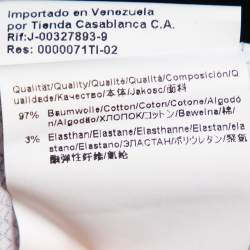 Importado en Venezuela
por Tienda Casablanca C.A.
Rif:J-00327893-9
Res: 0000071TI-02
Qualität/Quality/Qualité/Qualità/Composición/Q
ualidade/Качество/本体/Jakosc/面料
97% Baumwolle/Cotton/Coton/Cotone/Algodó
n/Algodão/ХЛОПОК/コットン/Bawelna/棉/
3% Elasthan/Elastane/Elasthanne/Elastan/ela
stano/Elastano/ЭЛАСТАН/ポリウレタン/聚氨
酯弹性纤维/氨纶